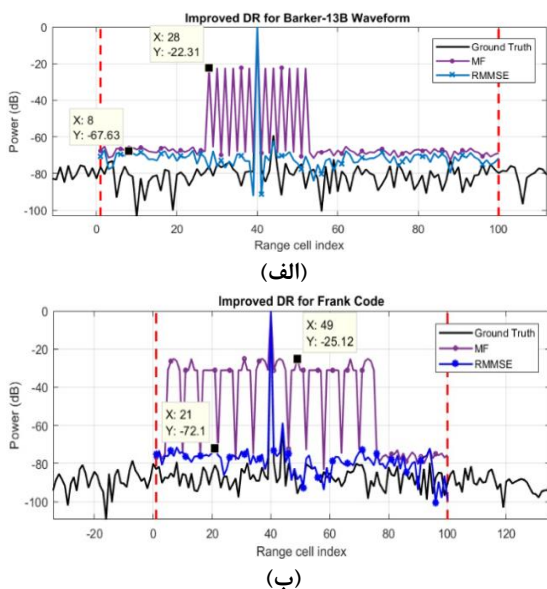 Improved DR for Barker-13B Waveform
X: 28
Y: -22.31
X: 8
Y: -67.63
Ground Truth
MF
RMMSE
Power (dB)
0
-20
-40
-60
-80
-100
0
20
40
60
80
100
Range cell index
(الف)
Improved DR for Frank Code
X: 49
Y: -25.12
X: 21
Y: -72.1
Ground Truth
MF
RMMSE
Power (dB)
0
-20
-40
-60
-80
-100
-20
0
20
40
60
80
100
120
Range cell index
(ب)